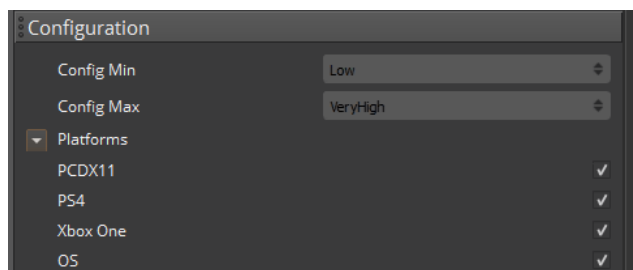 Configuration
Config Min Low
Config Max VeryHigh
Platforms
PCDX11
PS4
Xbox One
OS